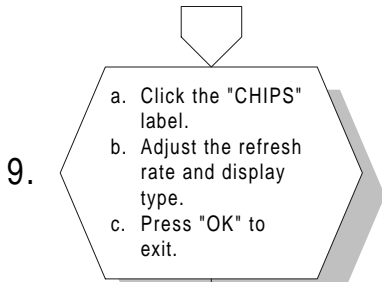 9.
a. Click the "CHIPS"
label.
b. Adjust the refresh
rate and display
type.
c. Press "OK" to
exit.